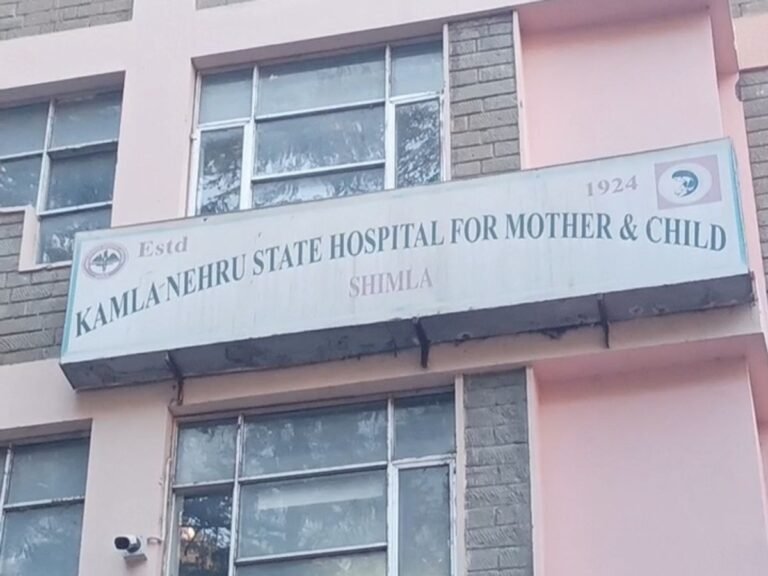 Estd 1924
KAMLA NEHRU STATE HOSPITAL FOR MOTHER & CHILD
SHIMLA